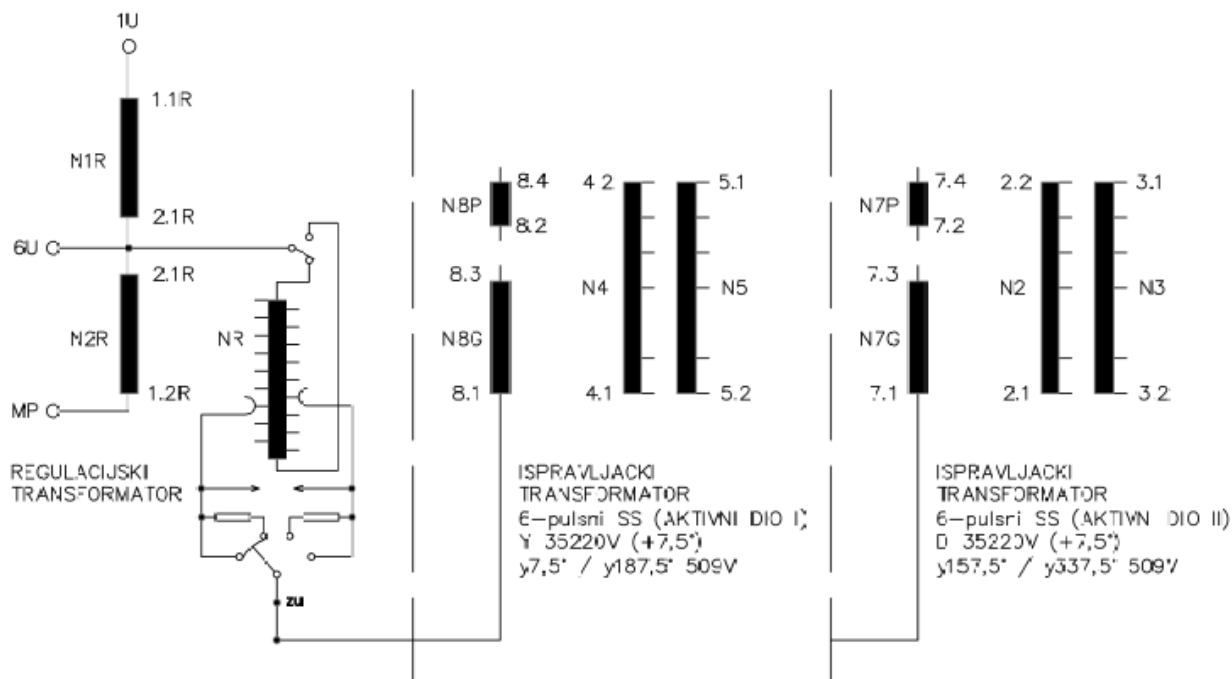 1U
1.1R
N1R
2.1R
6U
2.1R
N2R
1.2R
MP
NR
REGULACIJSKI
TRANSFORMATOR
zu
N8P
8.4
8.2
8.3
N8G
8.1
4.2
N4
4.1
5.1
N5
5.2
ISPRAVLJACKI
TRANSFORMATOR
6-pulsni SS (AKTIVNI DIO I)
Y 35220V (+7,5°)
y7,5° / y187,5° 509V
N7P
7.4
7.2
7.3
N7G
7.1
2.2
N2
2.1
3.1
N3
3.2
ISPRAVLJACKI
TRANSFORMATOR
6-pulsni SS (AKTIVNI DIO II)
D 35220V (+7,5°)
y157,5° / y337,5° 509V